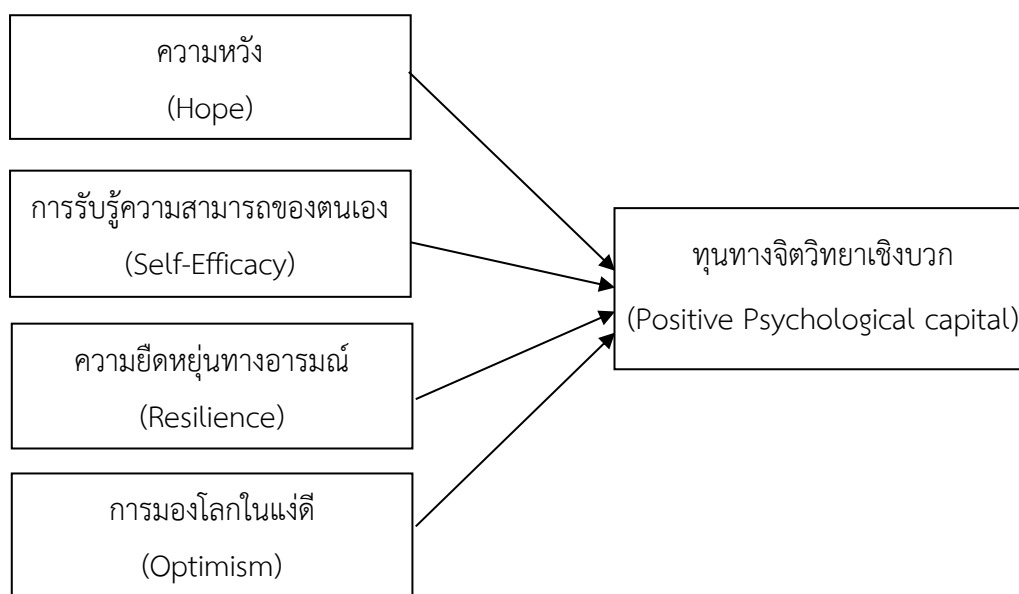 ความหวัง
(Hope)
การรับรู้ความสามารถของตนเอง
(Self-Efficacy)
ความยืดหยุ่นทางอารมณ์
(Resilience)
การมองโลกในแง่ดี
(Optimism)
ทุนทางจิตวิทยาเชิงบวก
(Positive Psychological capital)